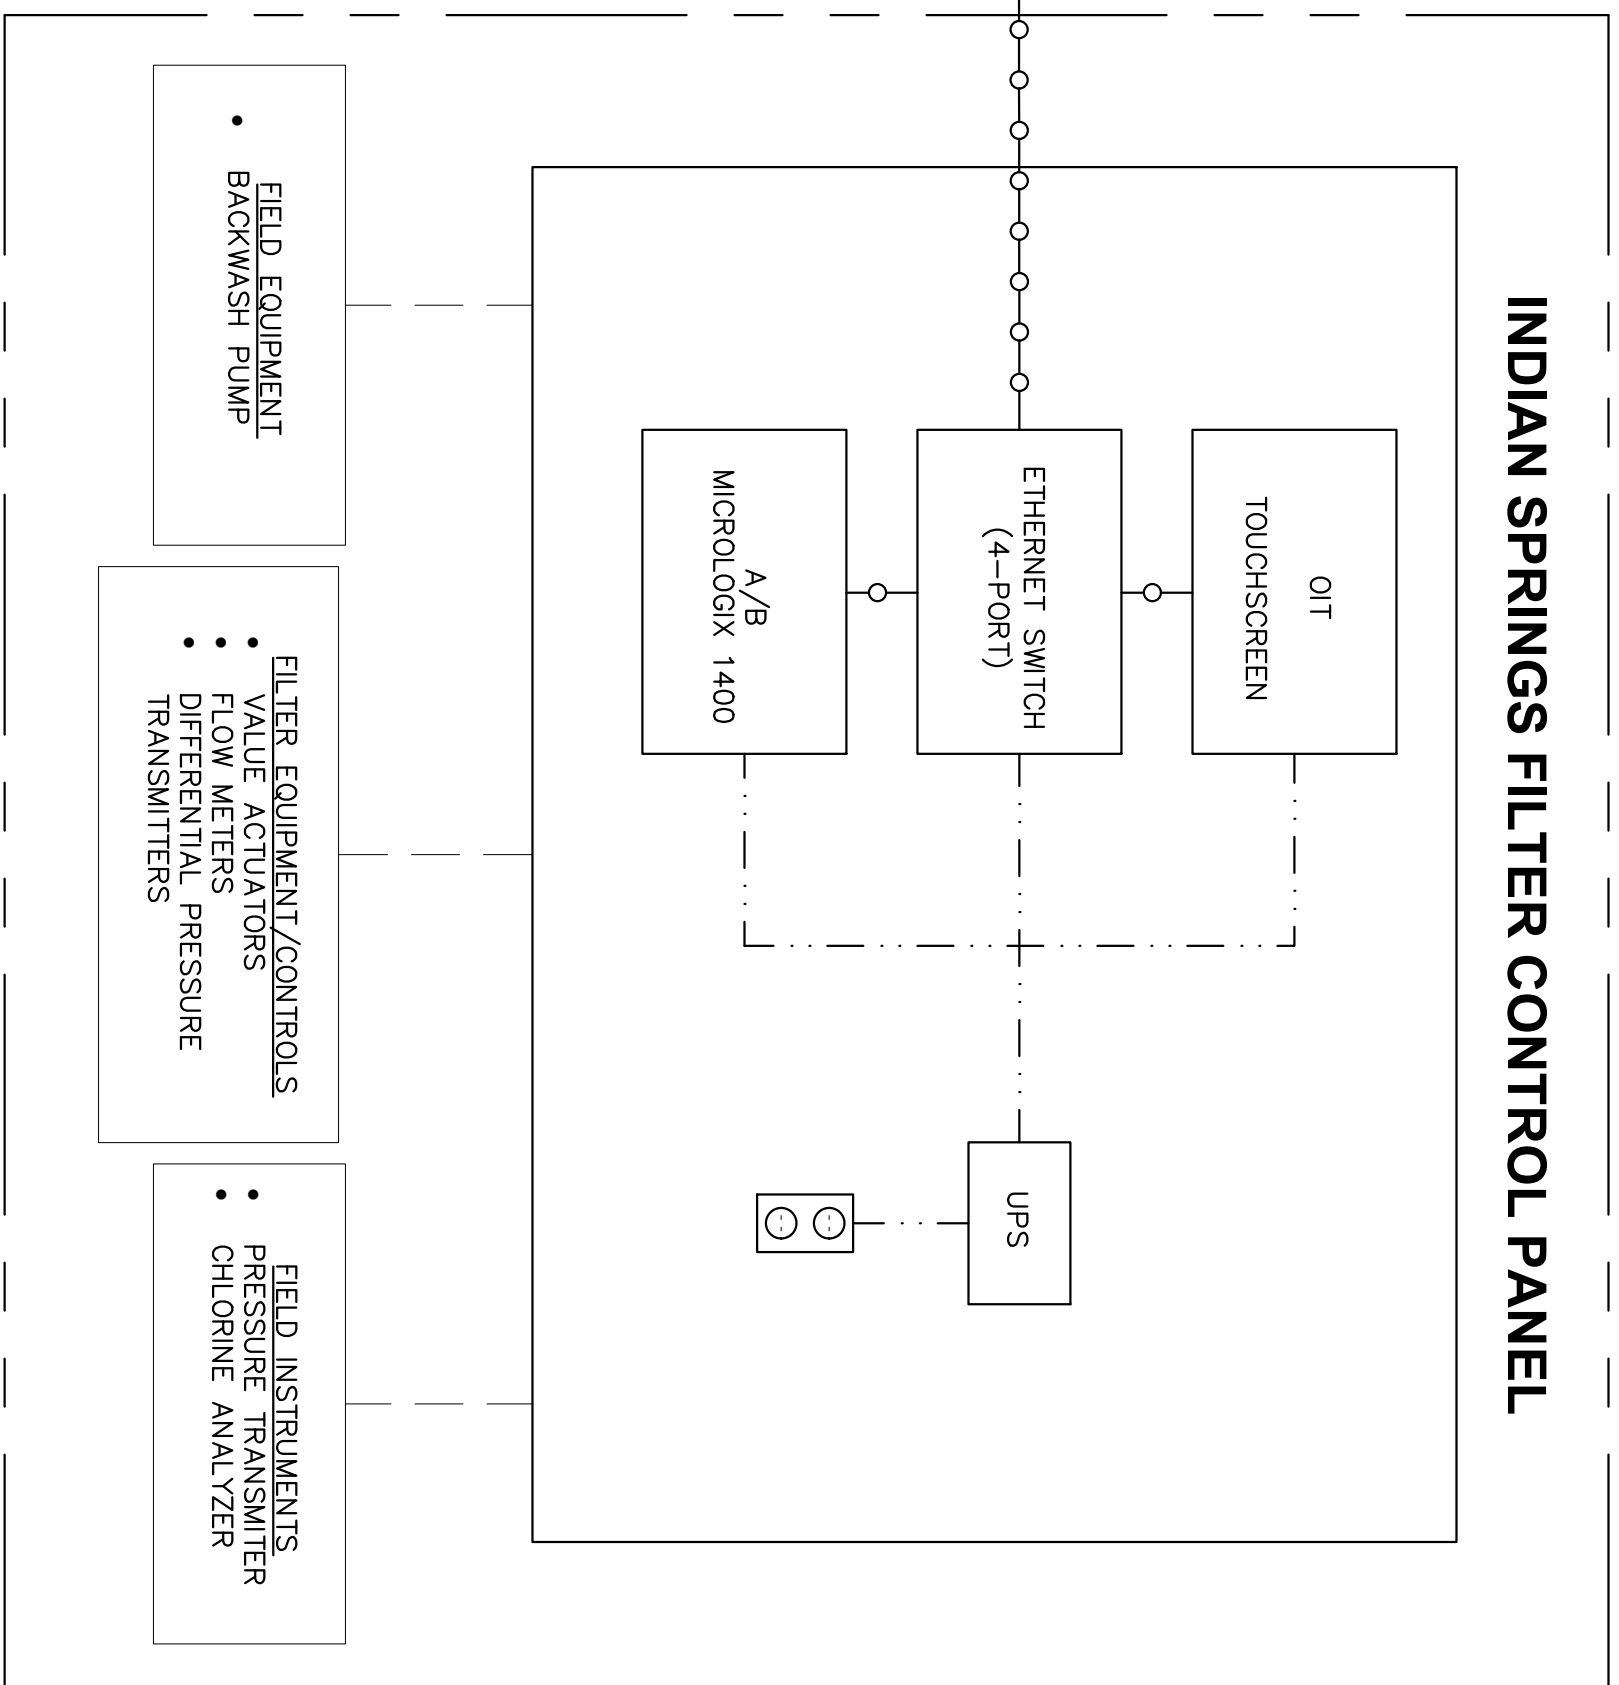 INDIAN SPRINGS FILTER CONTROL PANEL
OIT
TOUCHSCREEN
ETHERNET SWITCH
(4-PORT)
A/B
MICROLOGIX 1400
UPS
FIELD EQUIPMENT
• BACKWASH PUMP
FILTER EQUIPMENT/CONTROLS
• VALUE ACTUATORS
• FLOW METERS
• DIFFERENTIAL PRESSURE
TRANSMITTERS
FIELD INSTRUMENTS
• PRESSURE TRANSMITER
• CHLORINE ANALYZER